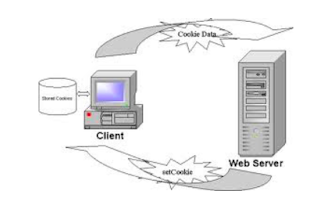 Cookie Data
Stored Cookies
Client
Web Server
setCookie